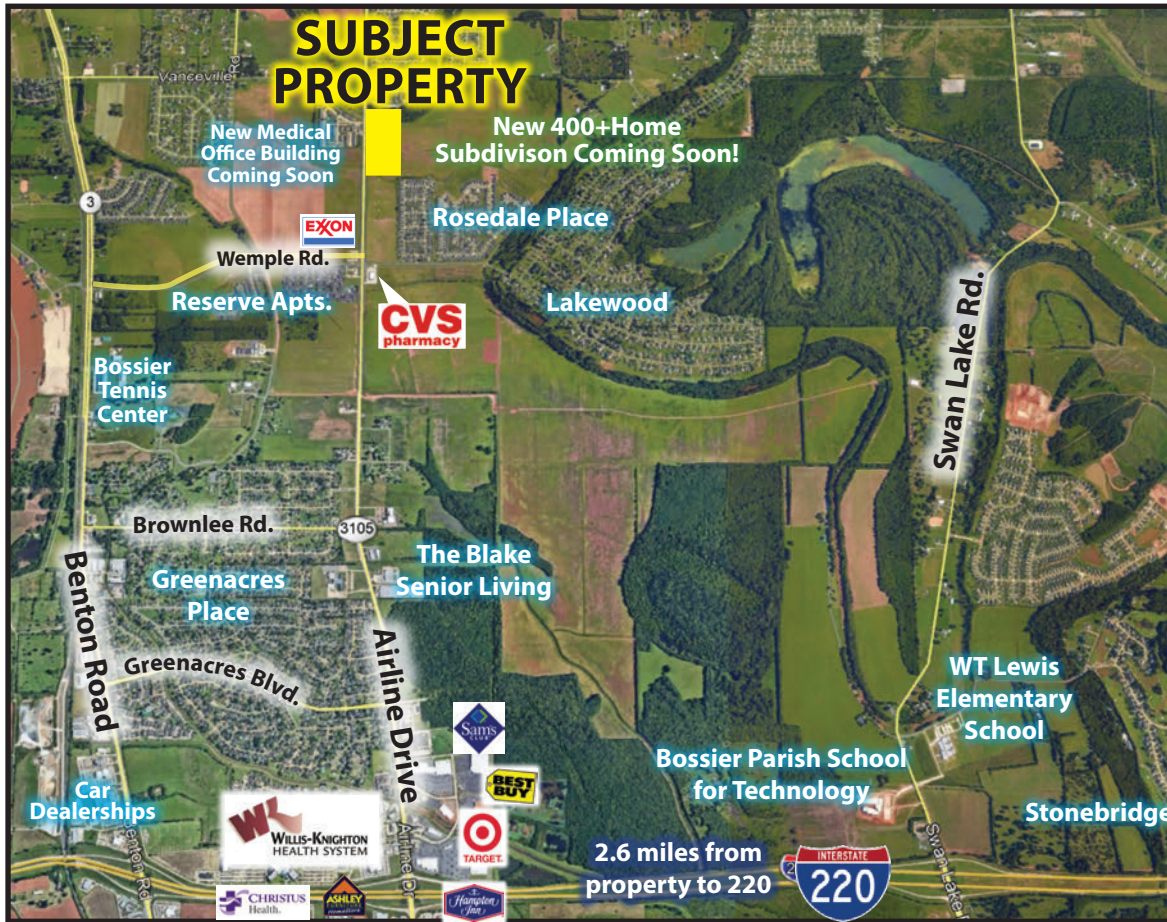 SUBJECT
PROPERTY
Vanceville Rd
New Medical
Office Building
Coming Soon
New 400+Home
Subdivison Coming Soon!
3
EXXON
Rosedale Place
Wemple Rd.
Reserve Apts.
CVS
pharmacy
Lakewood
Swan Lake Rd.
Bossier
Tennis
Center
Brownlee Rd.
3105
The Blake
Senior Living
Greenacres
Place
Benton Road
Airline Drive
Greenacres Blvd.
WT Lewis
Elementary
School
Sams
CLUB
BEST
BUY
Bossier Parish School
for Technology
Car
Dealerships
Stonebridge
WK
WILLIS-KNIGHTON
HEALTH SYSTEM
TARGET
Benton Rd
Airline Dr
Swan Lake
2.6 miles from
property to 220
INTERSTATE
220
CHRISTUS
Health.
ASHLEY
Hampton
Inn